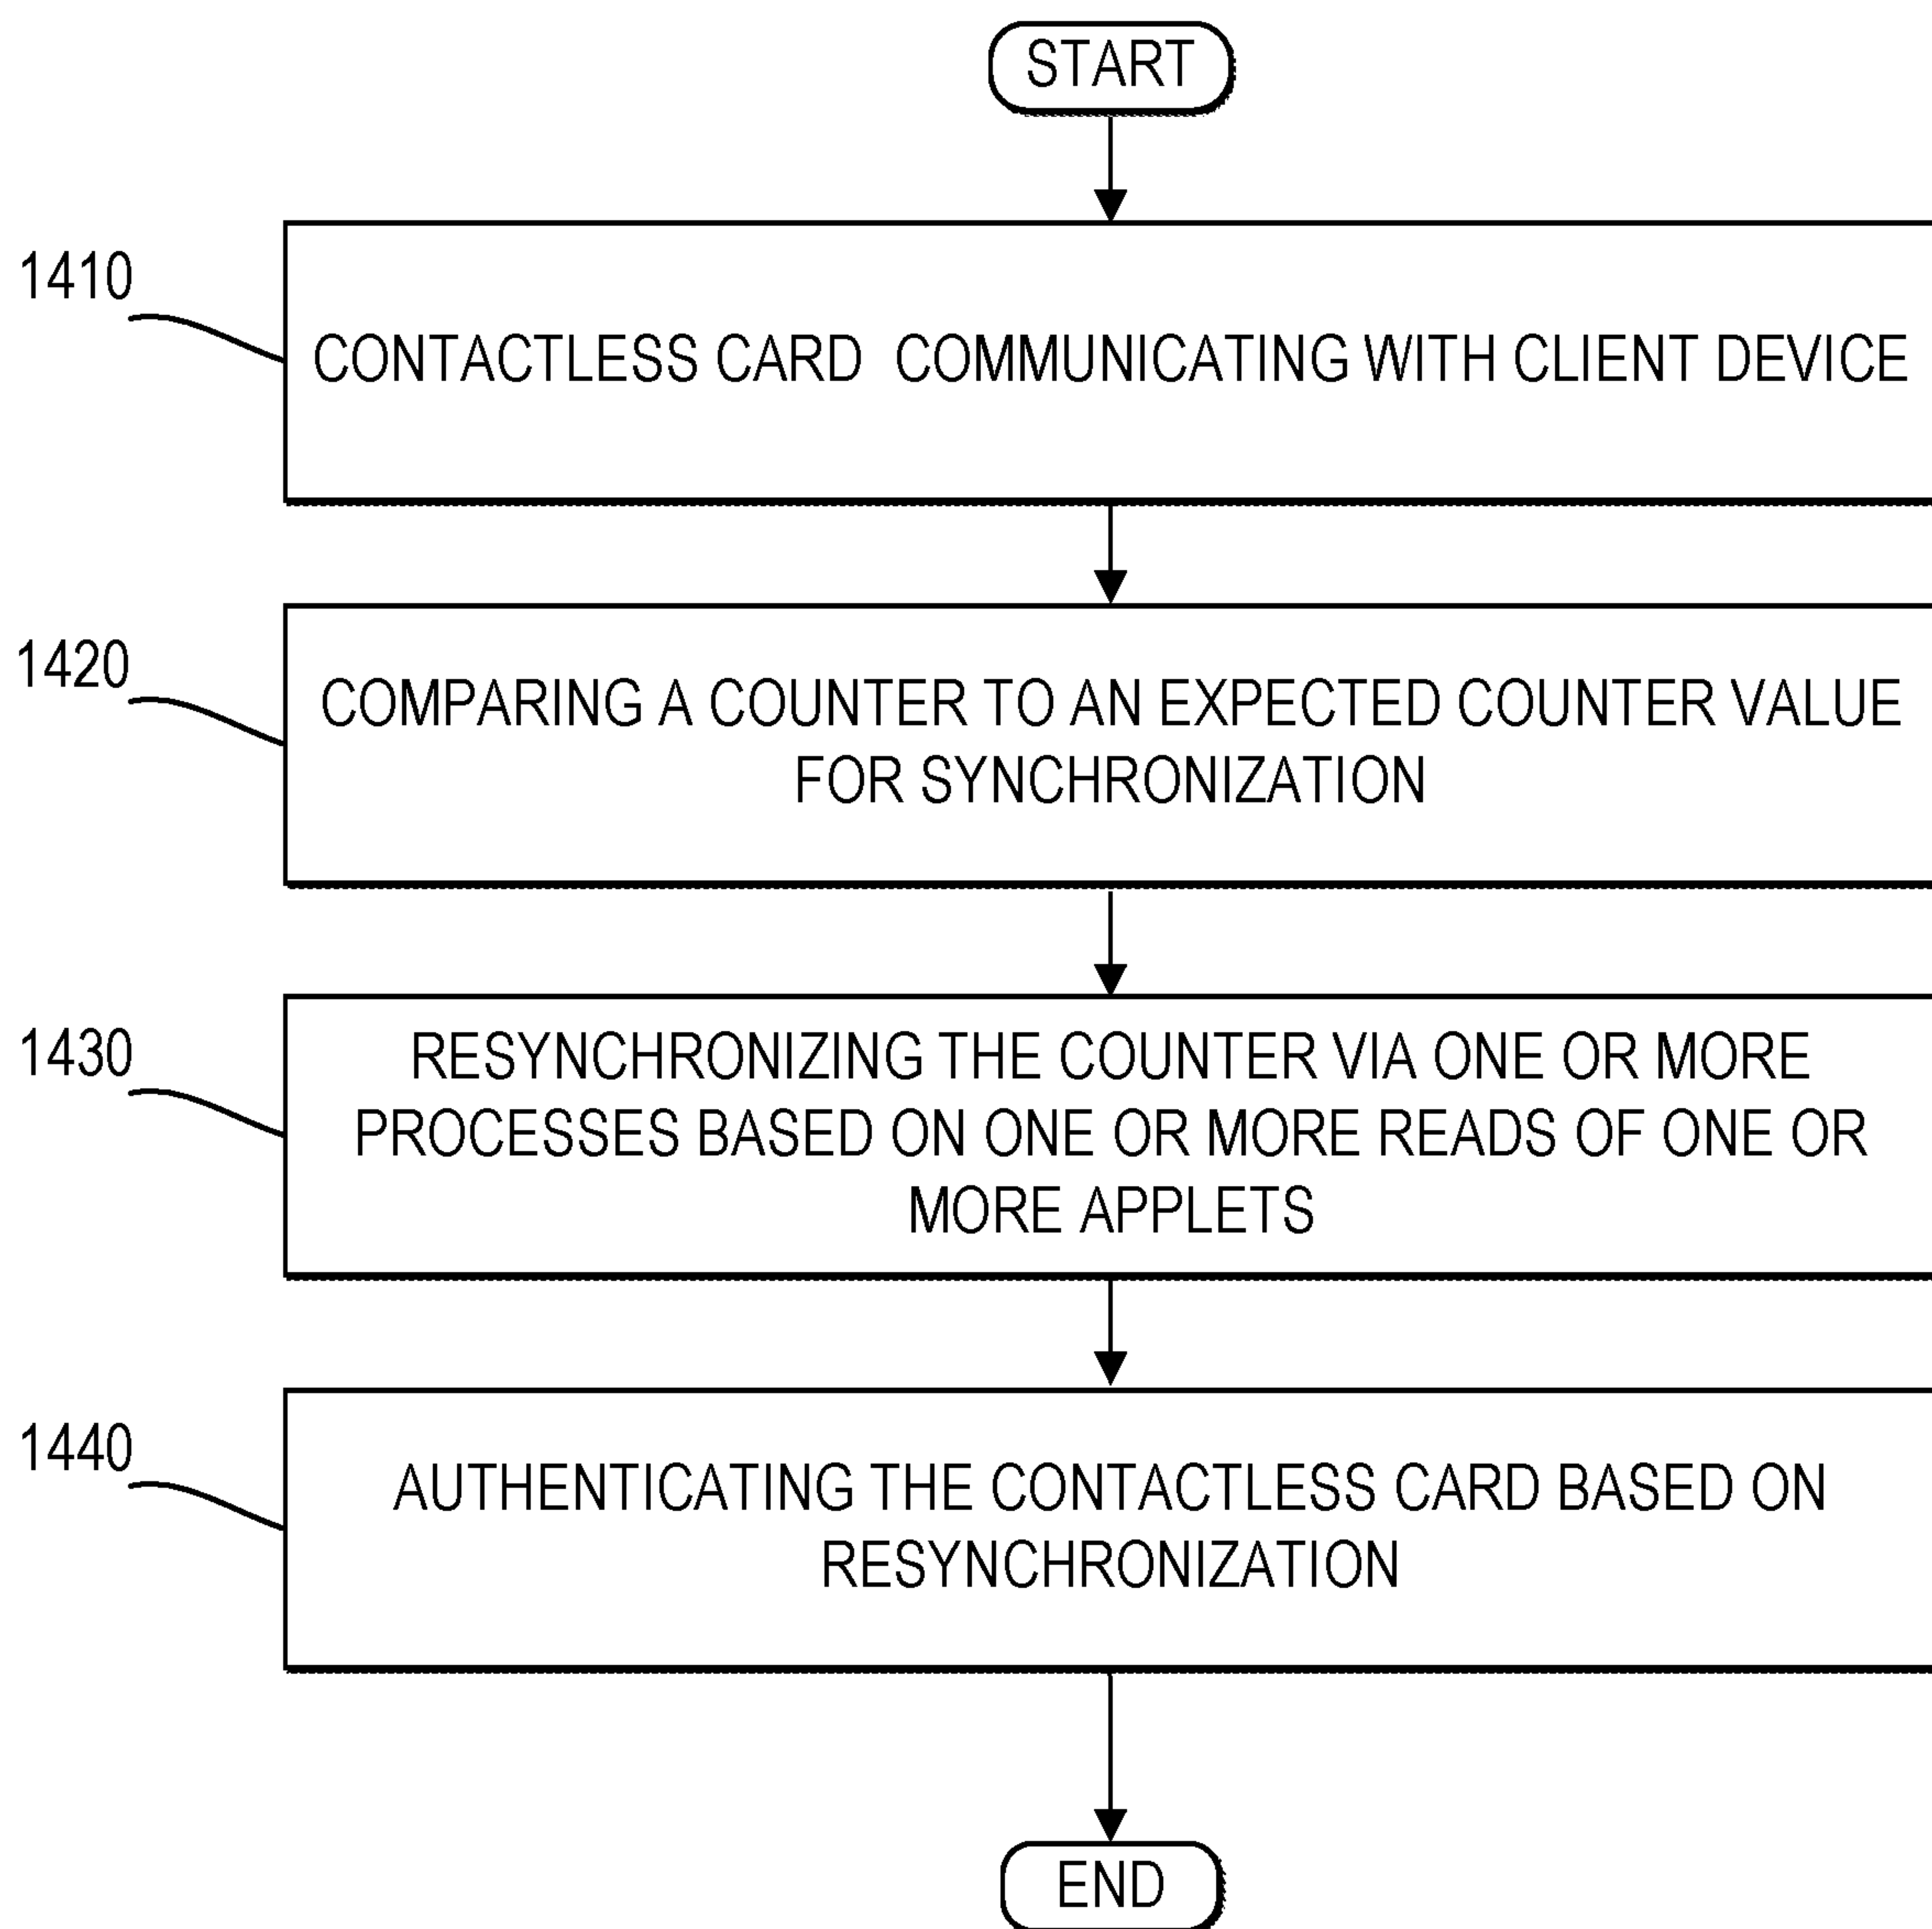 START
1410
CONTACTLESS CARD COMMUNICATING WITH CLIENT DEVICE
1420
COMPARING A COUNTER TO AN EXPECTED COUNTER VALUE
FOR SYNCHRONIZATION
1430
RESYNCHRONIZING THE COUNTER VIA ONE OR MORE
PROCESSES BASED ON ONE OR MORE READS OF ONE OR
MORE APPLETS
1440
AUTHENTICATING THE CONTACTLESS CARD BASED ON
RESYNCHRONIZATION
END